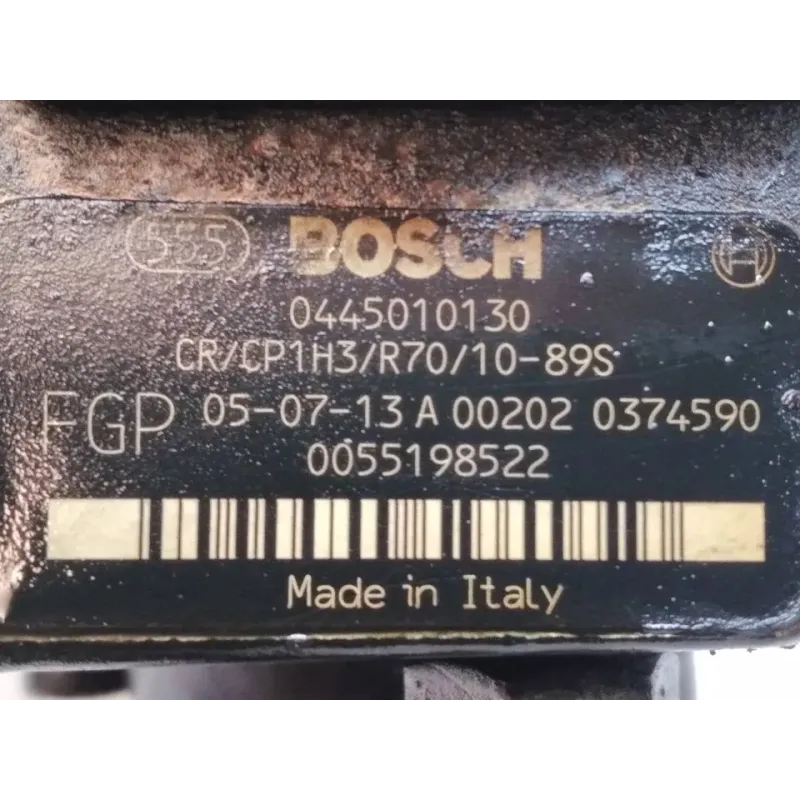 555 BOSCH
0445010130
CR/CP1H3/R70/10-89S
FGP 05-07-13 A 00202 0374590
0055198522
Made in Italy